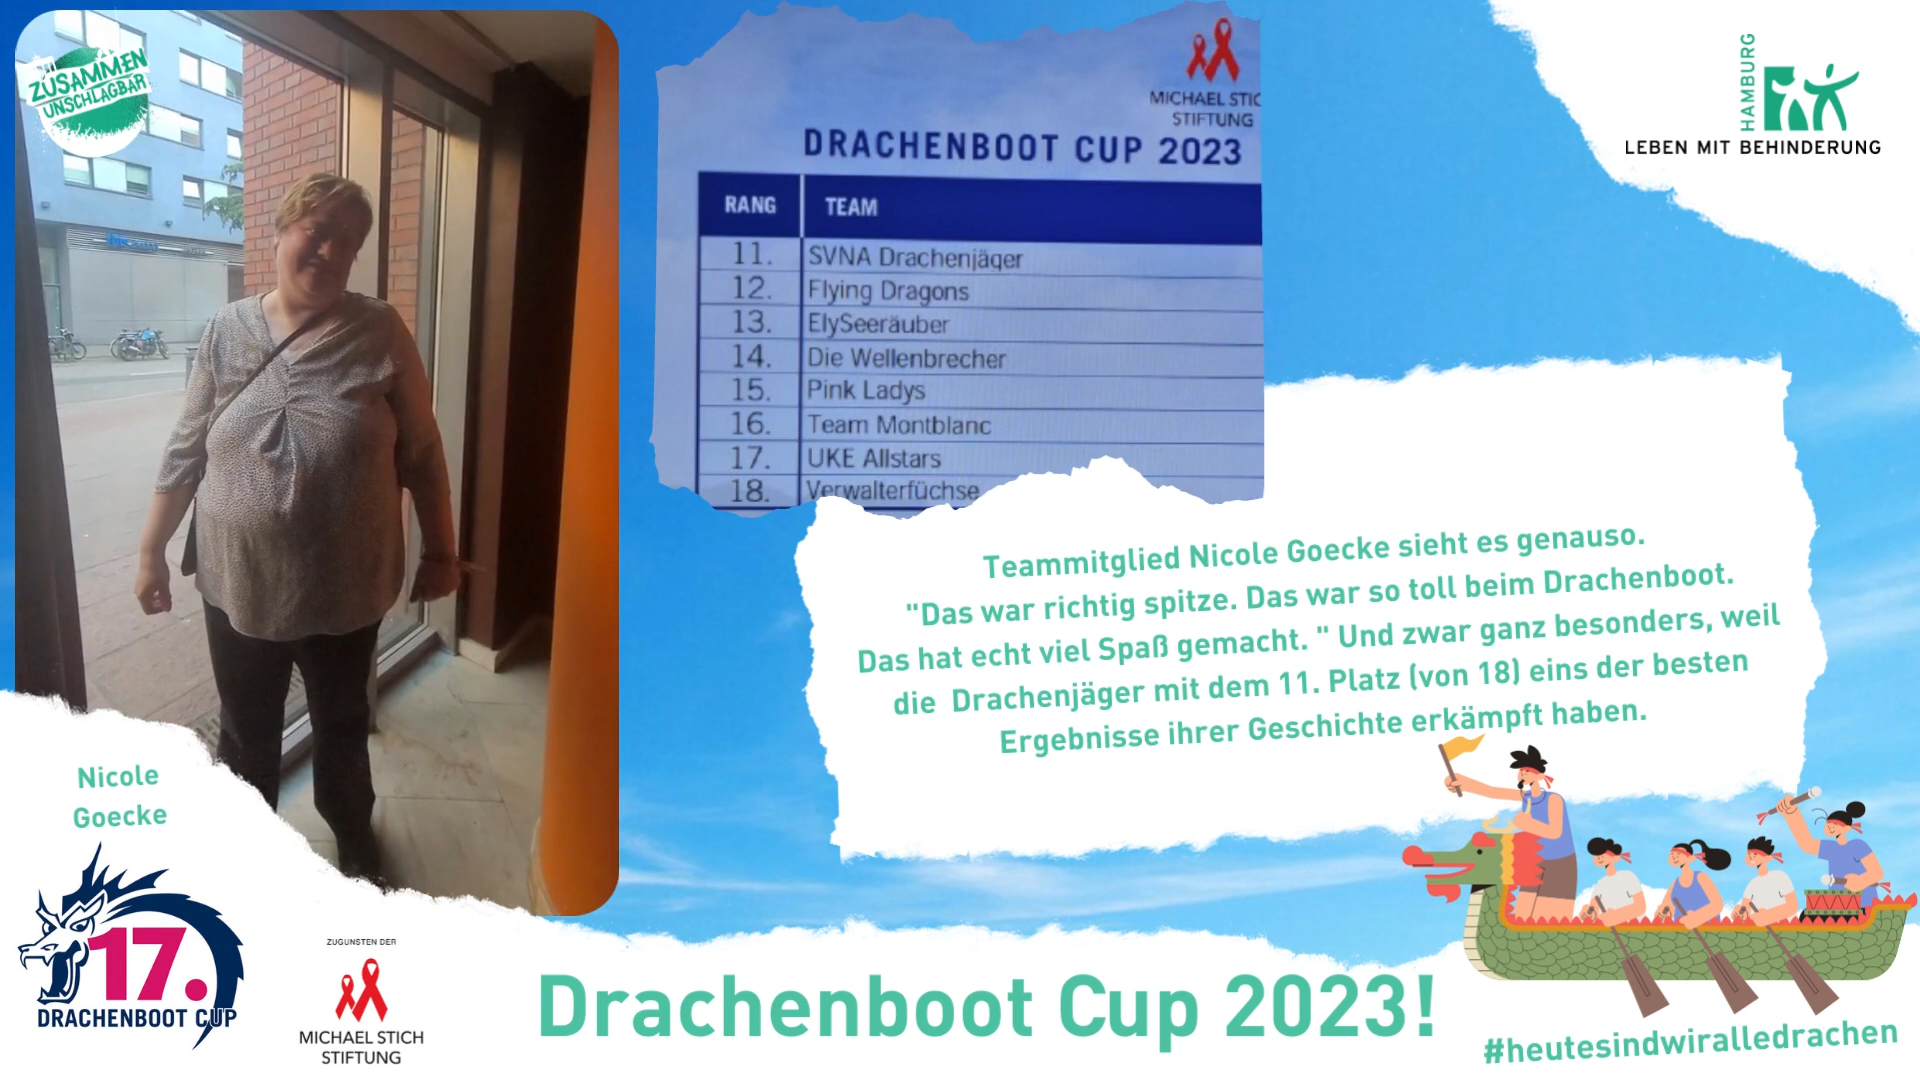 ZUSAMMEN
UNSCHLAGBAR
MICHAEL STIC
STIFTUNG
DRACHENBOOT CUP 2023
RANG TEAM
11. SVNA Drachenjäger
12. Flying Dragons
13. ElySeeräuber
14. Die Wellenbrecher
15. Pink Ladys
16. Team Montblanc
17. UKE Allstars
18. Verwalterfüchse
HAMBURG
LEBEN MIT BEHINDERUNG
Teammitglied Nicole Goecke sieht es genauso.
"Das war richtig spitze. Das war so toll beim Drachenboot.
Das hat echt viel Spaß gemacht. " Und zwar ganz besonders, weil
die Drachenjäger mit dem 11. Platz (von 18) eins der besten
Ergebnisse ihrer Geschichte erkämpft haben.
Nicole
Goecke
17.
DRACHENBOOT CUP
ZUGUNSTEN DER
MICHAEL STICH
STIFTUNG
Drachenboot Cup 2023!
#heutesindwiralledrachen